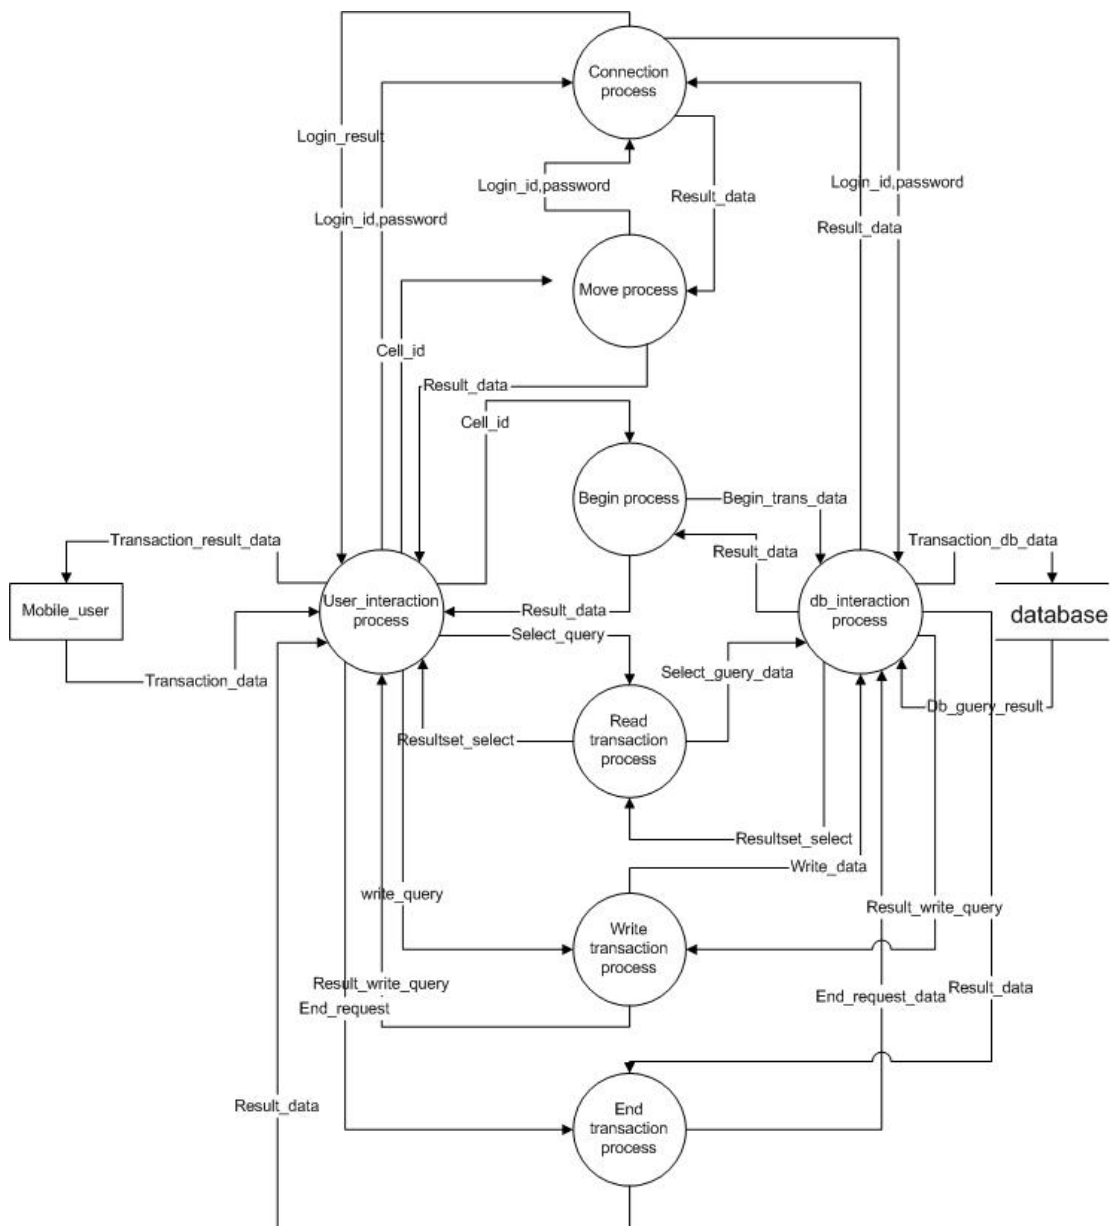 Connection
process
Login_result
Login_id,password
Login_id,password
Result_data
Login_id,password
Result_data
Move process
Cell_id
Result_data
Cell_id
Begin process
Begin_trans_data
Transaction_result_data
Result_data
Transaction_db_data
Mobile_user
User_interaction
process
Result_data
db_interaction
process
database
Select_query
Transaction_data
Select_guery_data
Db_guery_result
Read
transaction
process
Resultset_select
Resultset_select
Write_data
write_query
Result_write_query
Write
transaction
process
Result_write_query
End_request
End_request_data
Result_data
Result_data
End
transaction
process